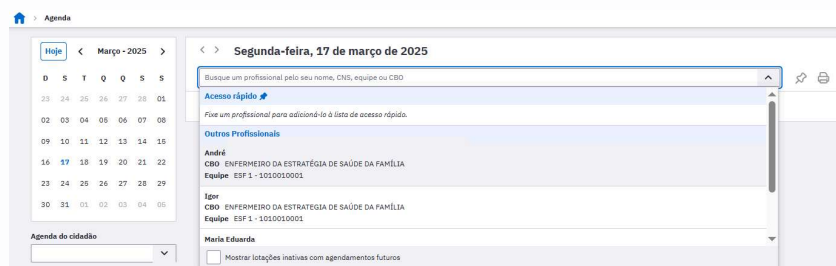 Agenda
Hoje
Março - 2025
D S T Q Q S S
23 24 25 26 27 28 01
02 03 04 05 06 07 08
09 10 11 12 13 14 15
16 17 18 19 20 21 22
23 24 25 26 27 28 29
30 31 01 02 03 04 05
Agenda do cidadão
Segunda-feira, 17 de março de 2025
Busque um profissional pelo seu nome, CNS, equipe ou CBO
Acesso rápido
Fixe um profissional para adicioná-lo à lista de acesso rápido.
Outros Profissionais
André
CBO ENFERMEIRO DA ESTRATÉGIA DE SAÚDE DA FAMÍLIA
Equipe ESF 1 - 1010010001
Igor
CBO ENFERMEIRO DA ESTRATEGIA DE SAÚDE DA FAMÍLIA
Equipe ESF 1 - 1010010001
Maria Eduarda
Mostrar lotações inativas com agendamentos futuros